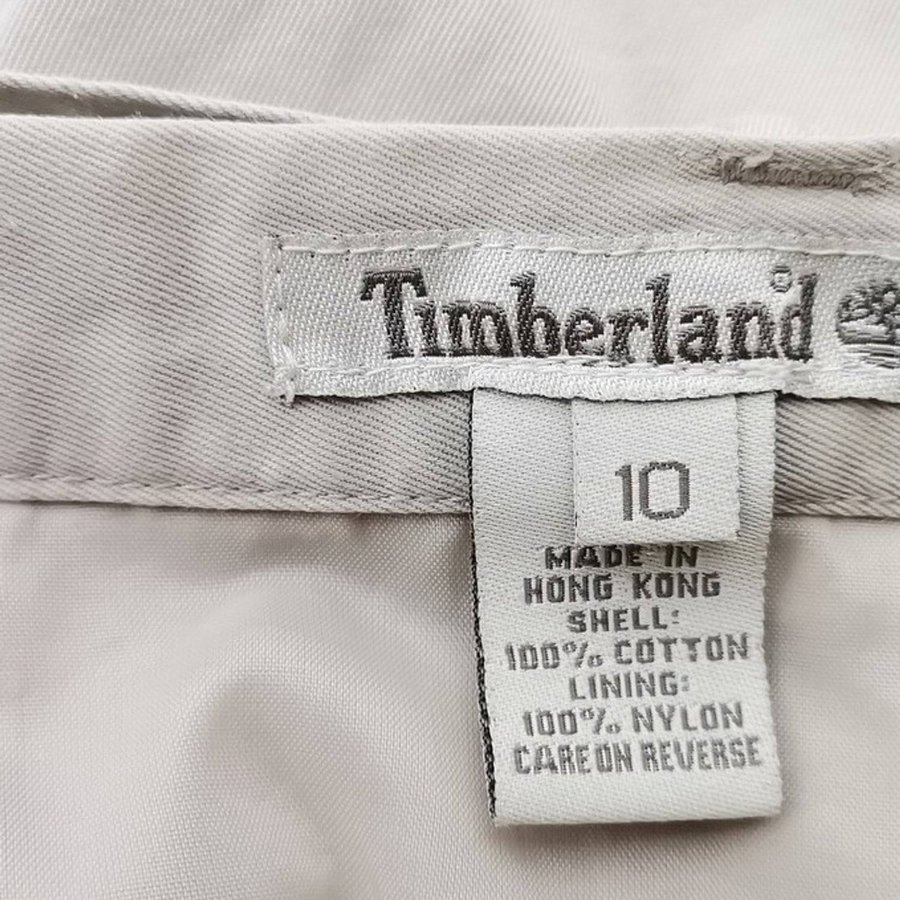 Timberland
10
MADE IN
HONG KONG
SHELL:
100% COTTON
LINING:
100% NYLON
CARE ON REVERSE